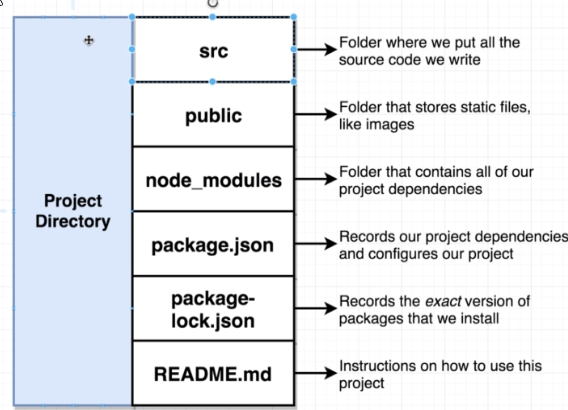 src
Folder where we put all the
source code we write
public
Folder that stores static files,
like images
Project
Directory
node_modules
Folder that contains all of our
project dependencies
package.json
Records our project dependencies
and configures our project
package-
lock.json
Records the exact version of
packages that we install
README.md
Instructions on how to use this
project